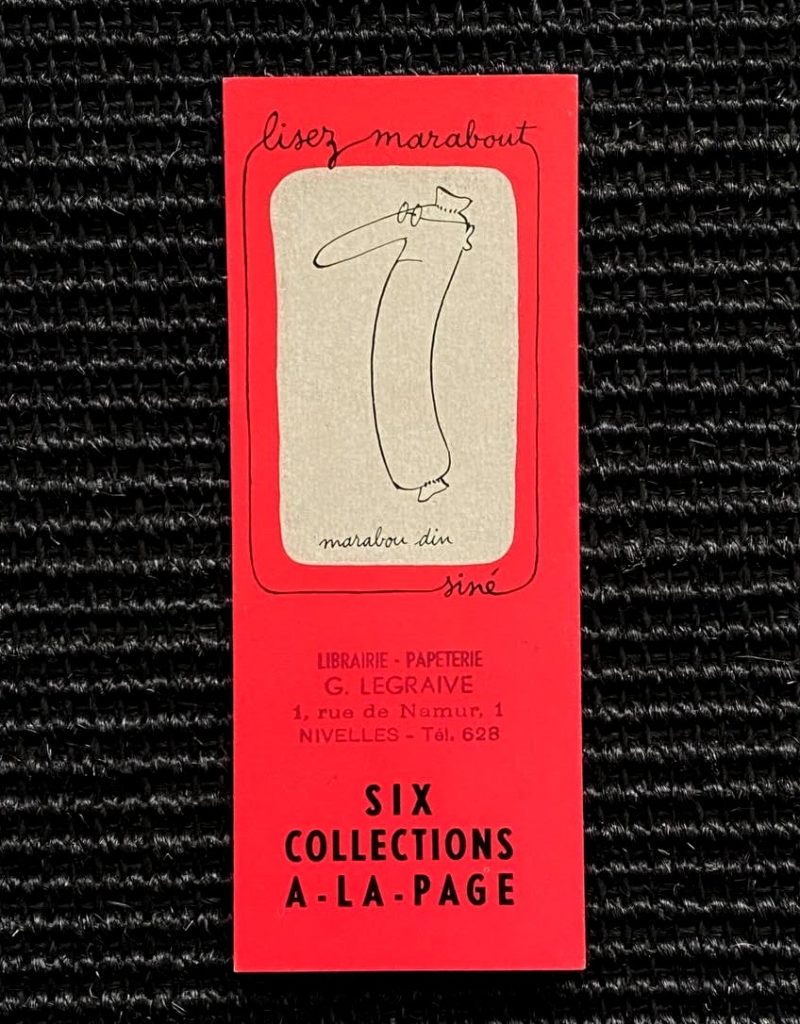 lisez marabout
marabou din
siné
LIBRAIRIE - PAPETERIE
G. LEGRAIVE
1, rue de Namur, 1
NIVELLES - Tél. 628
SIX
COLLECTIONS
A-LA-PAGE